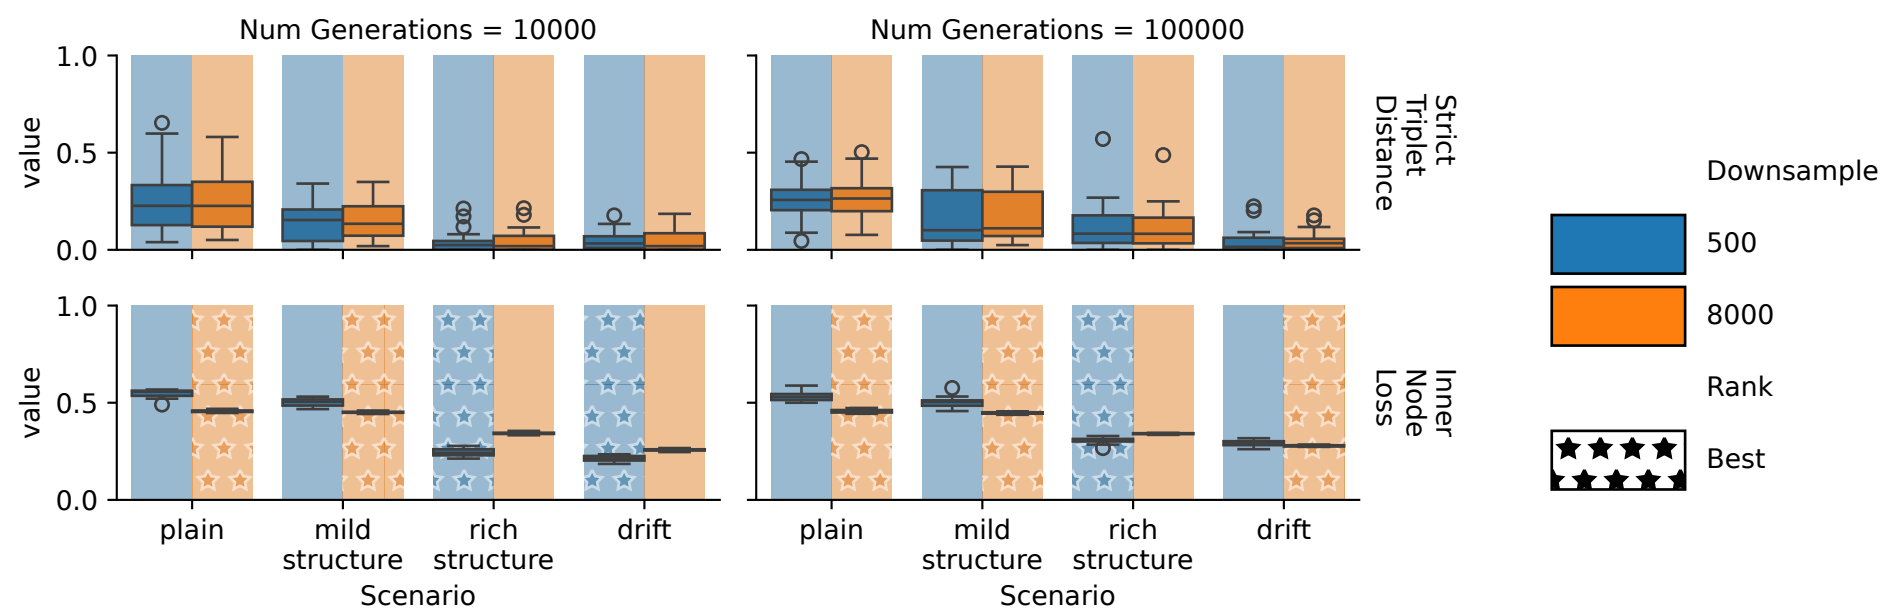 Num Generations = 10000
Num Generations = 100000
1.0
0.5
0.0
value
Strict
Triplet
Distance
1.0
0.5
0.0
value
Inner
Node
Loss
plain
mild
structure
rich
structure
drift
Scenario
plain
mild
structure
rich
structure
drift
Scenario
Downsample
500
8000
Rank
Best